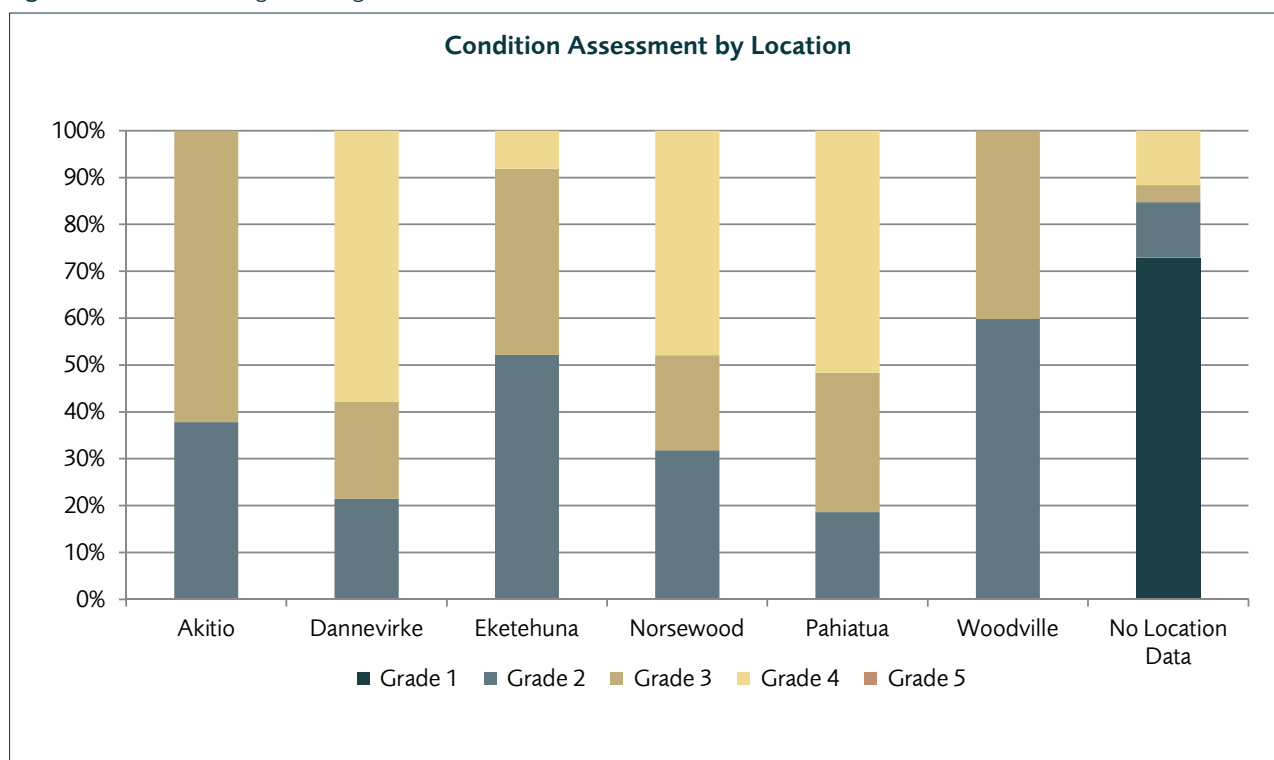 Condition Assessment by Location
100%
90%
80%
70%
60%
50%
40%
30%
20%
10%
0%
Akitio Dannevirke Eketehuna Norsewood Pahiatua Woodville No Location
Data
Grade 1 Grade 2 Grade 3 Grade 4 Grade 5